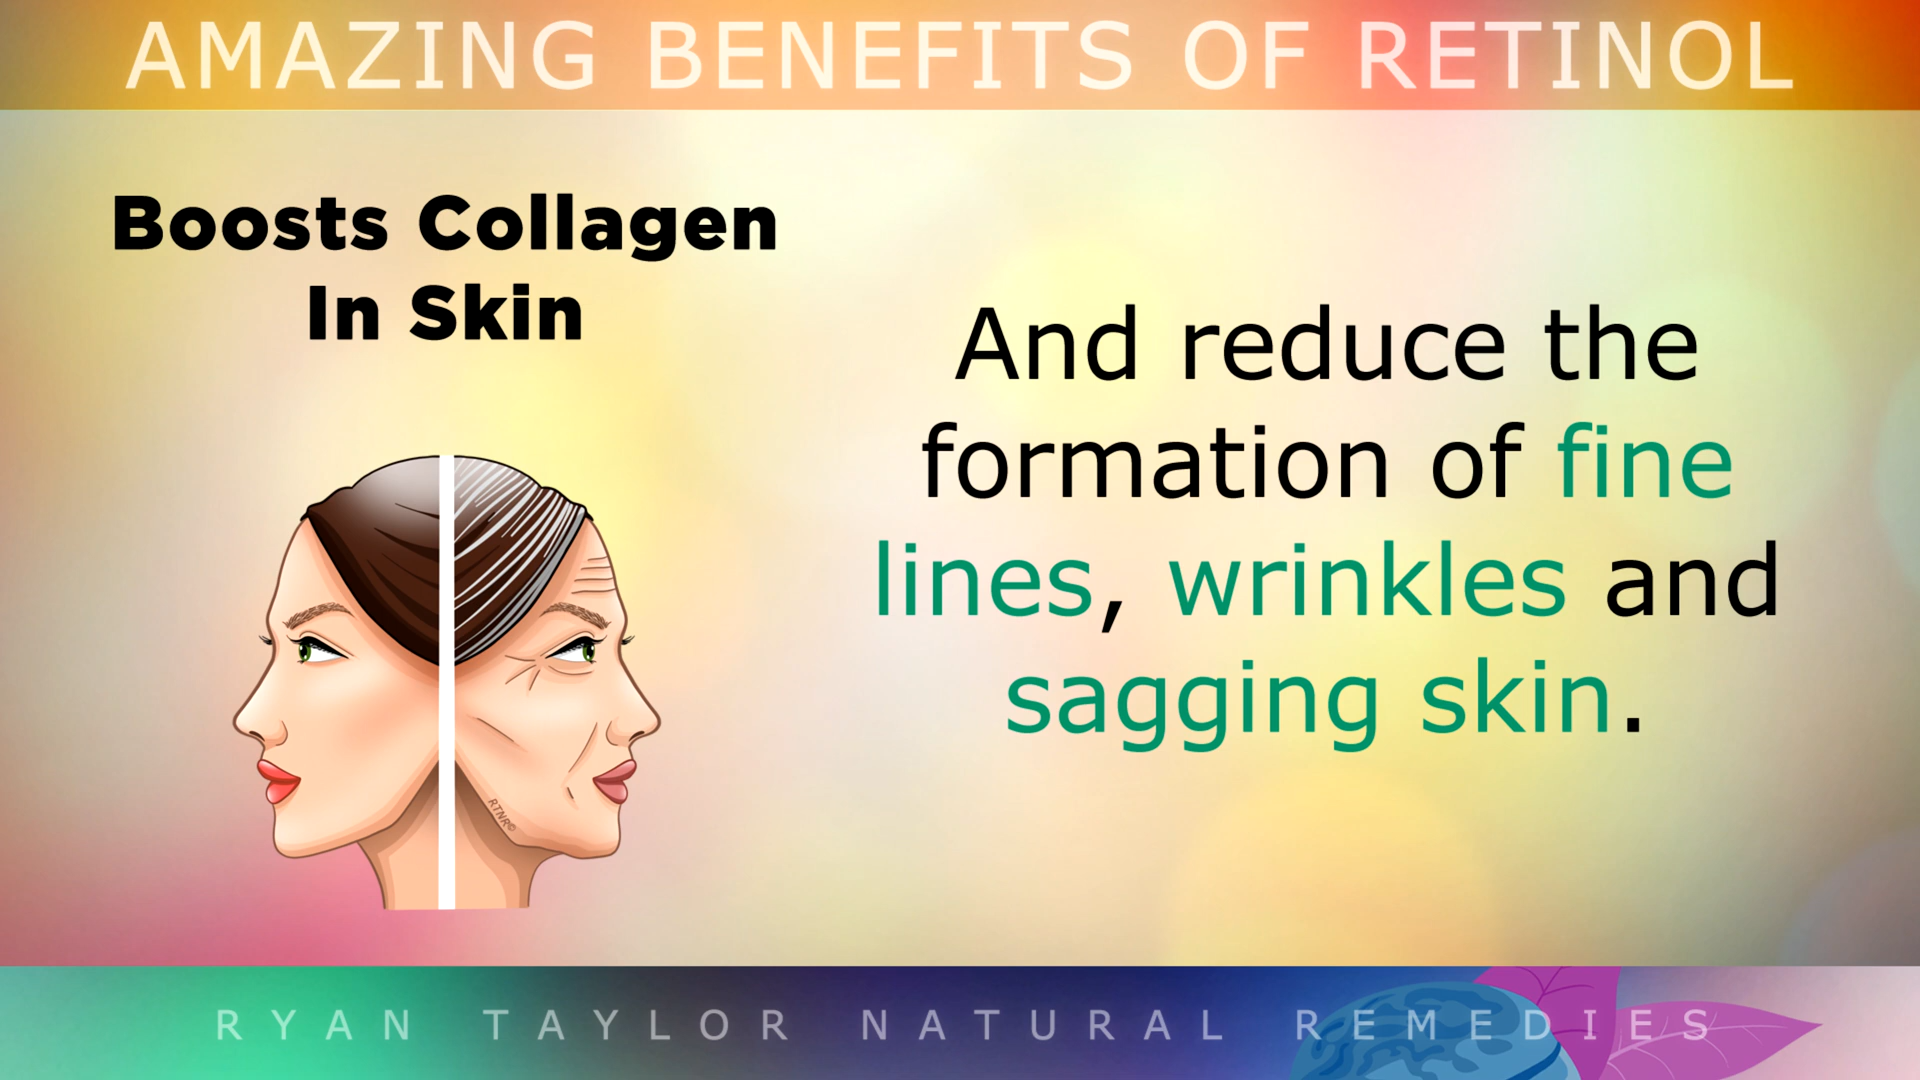 AMAZING BENEFITS OF RETINOL
Boosts Collagen
In Skin
And reduce the
formation of fine
lines, wrinkles and
sagging skin.
RTNR©
RYAN TAYLOR NATURAL REMEDIES